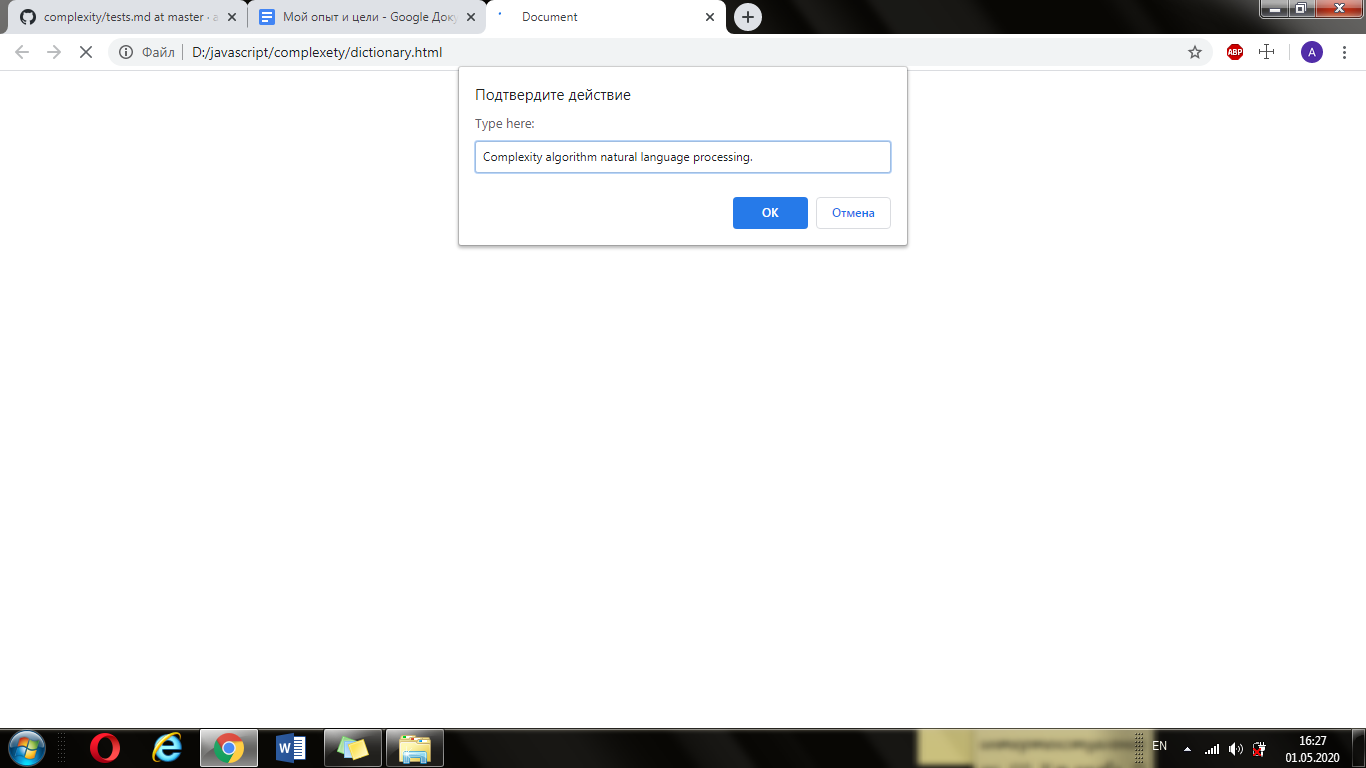 complexity/tests.md at master · a
Мой опыт и цели - Google Доку
Document
Файл
D:/javascript/complexety/dictionary.html
ABP
A
Подтвердите действие
Type here:
Complexity algorithm natural language processing.
ОК
Отмена
EN
16:27
01.05.2020